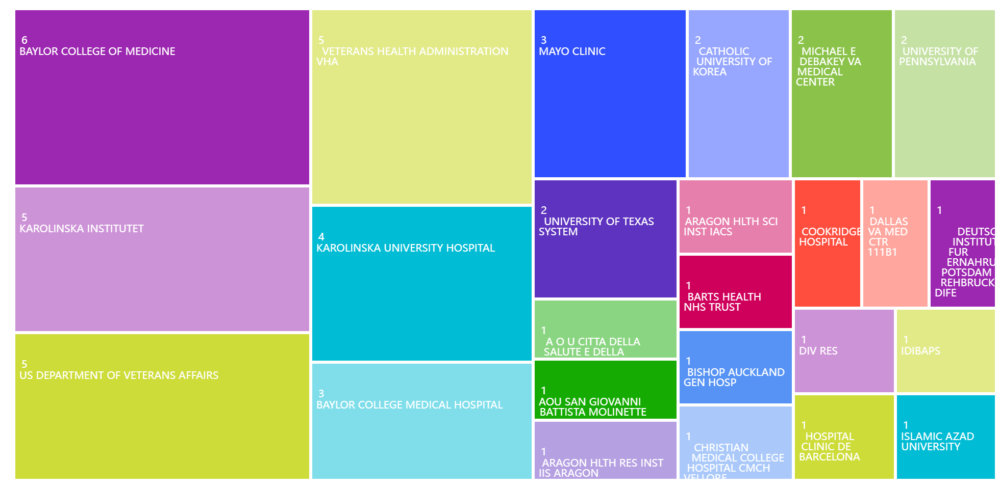 6
BAYLOR COLLEGE OF MEDICINE
5
KAROLINSKA INSTITUTET
5
US DEPARTMENT OF VETERANS AFFAIRS
5
VETERANS HEALTH ADMINISTRATION
VHA
4
KAROLINSKA UNIVERSITY HOSPITAL
3
BAYLOR COLLEGE MEDICAL HOSPITAL
3
MAYO CLINIC
2
CATHOLIC
UNIVERSITY OF
KOREA
2
MICHAEL E
DEBAKEY VA
MEDICAL
CENTER
2
UNIVERSITY OF
PENNSYLVANIA
2
UNIVERSITY OF TEXAS
SYSTEM
1
A O U CITTA DELLA
SALUTE E DELLA
1
AOU SAN GIOVANNI
BATTISTA MOLINETTE
1
ARAGON HLTH RES INST
IIS ARAGON
1
ARAGON HLTH SCI
INST IACS
1
BARTS HEALTH
NHS TRUST
1
BISHOP AUCKLAND
GEN HOSP
1
CHRISTIAN
MEDICAL COLLEGE
HOSPITAL CMCH
VELLORE
1
COOKRIDGE
HOSPITAL
1
DALLAS
VA MED
CTR
111B1
1
DEUTSC
INSTITUT
FUR
ERNAHRU
POTSDAM
REHBRUCK
DIFE
1
DIV RES
1
IDIBAPS
1
HOSPITAL
CLINIC DE
BARCELONA
1
ISLAMIC AZAD
UNIVERSITY